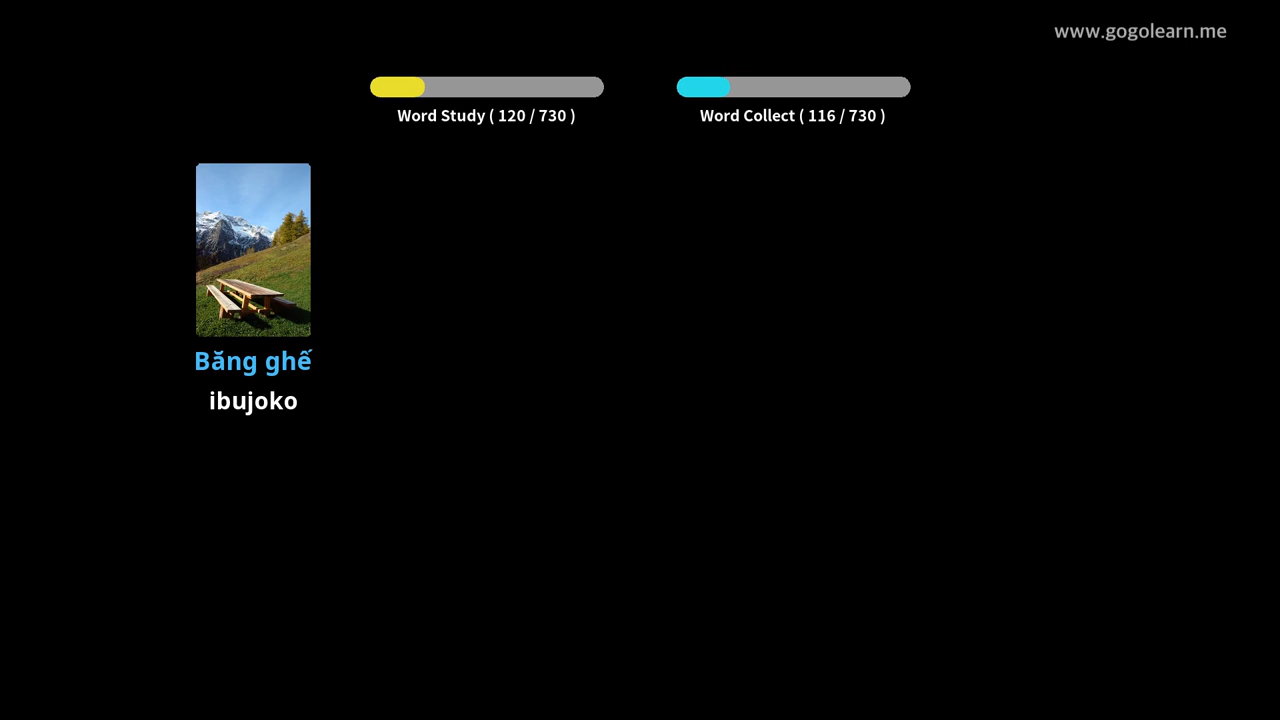 www.gogolearn.me
Word Study ( 120 / 730 )
Word Collect ( 116 / 730 )
Băng ghế
ibujoko